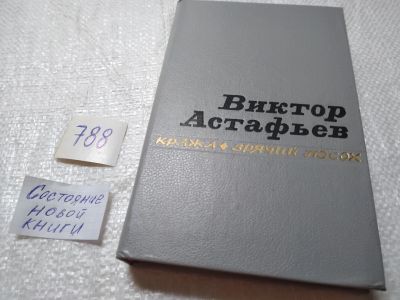 Виктор
Астафьев
КРАЖА ♦ ЗРЯЧИЙ ПОСОХ
788
Состояние
новой
книги